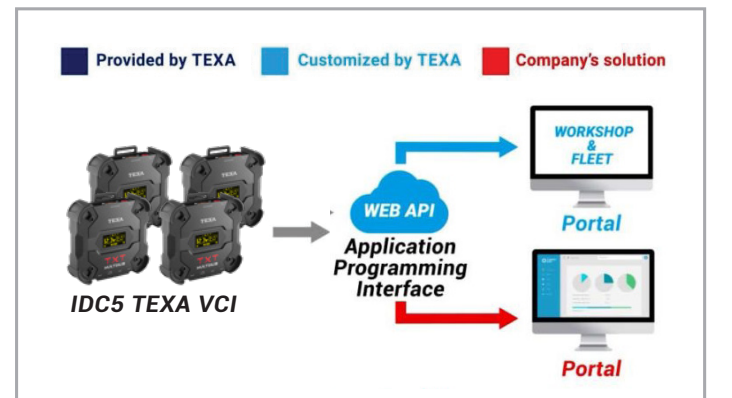 Provided by TEXA
Customized by TEXA
Company's solution
WORKSHOP
&
FLEET
Portal
TEXA
TEXA
TEXA
TEXA
WEB API
Application
Programming
Interface
IDC5 TEXA VCI
Portal